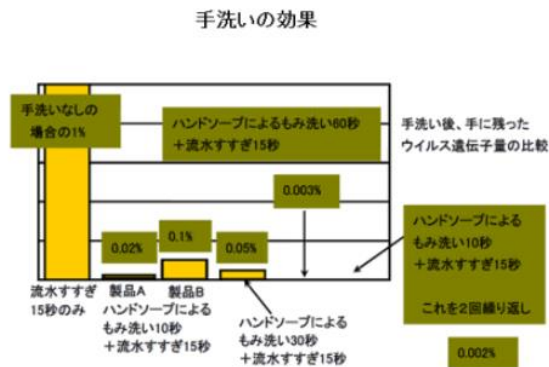 手洗いの効果
手洗いなしの
場合の1%
ハンドソープによるもみ洗い60秒
＋流水すすぎ15秒
手洗い後、手に残った
ウイルス遺伝子量の比較
0.003%
ハンドソープによる
もみ洗い10秒
＋流水すすぎ15秒
これを2回繰り返し
0.02%
0.1%
0.05%
流水すすぎ
15秒のみ
製品A
製品B
ハンドソープによる
もみ洗い10秒
＋流水すすぎ15秒
ハンドソープによる
もみ洗い30秒
＋流水すすぎ15秒
0.002%